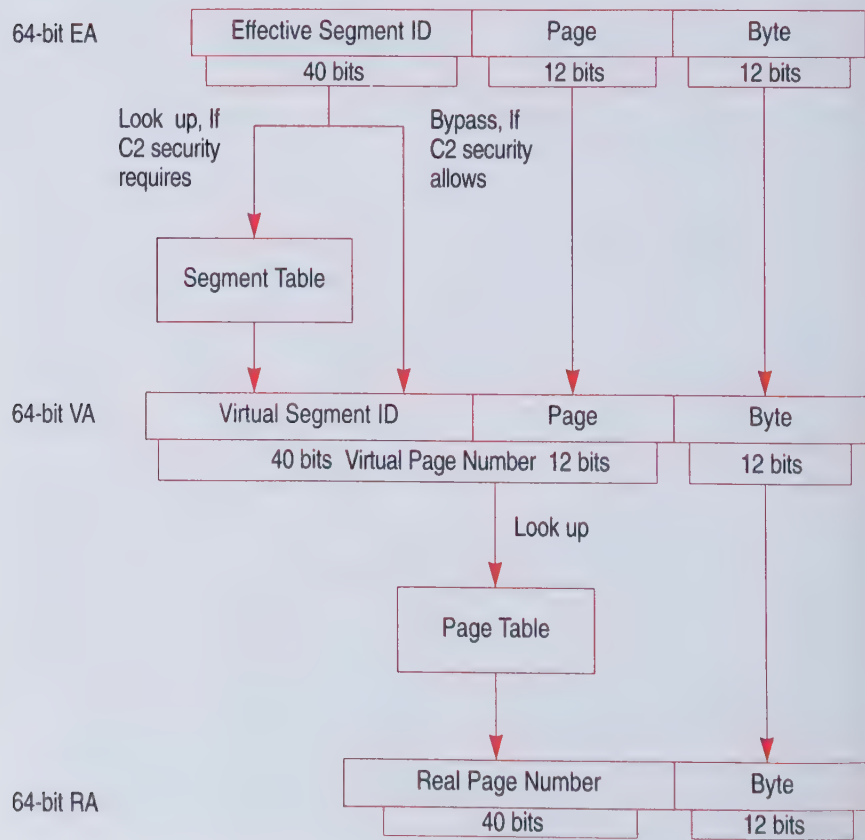 64-bit EA
Effective Segment ID
Page
Byte
40 bits
12 bits
12 bits
Look up, If
C2 security
requires
Bypass, If
C2 security
allows
Segment Table
64-bit VA
Virtual Segment ID
Page
Byte
40 bits Virtual Page Number 12 bits
12 bits
Look up
Page Table
64-bit RA
Real Page Number
Byte
40 bits
12 bits